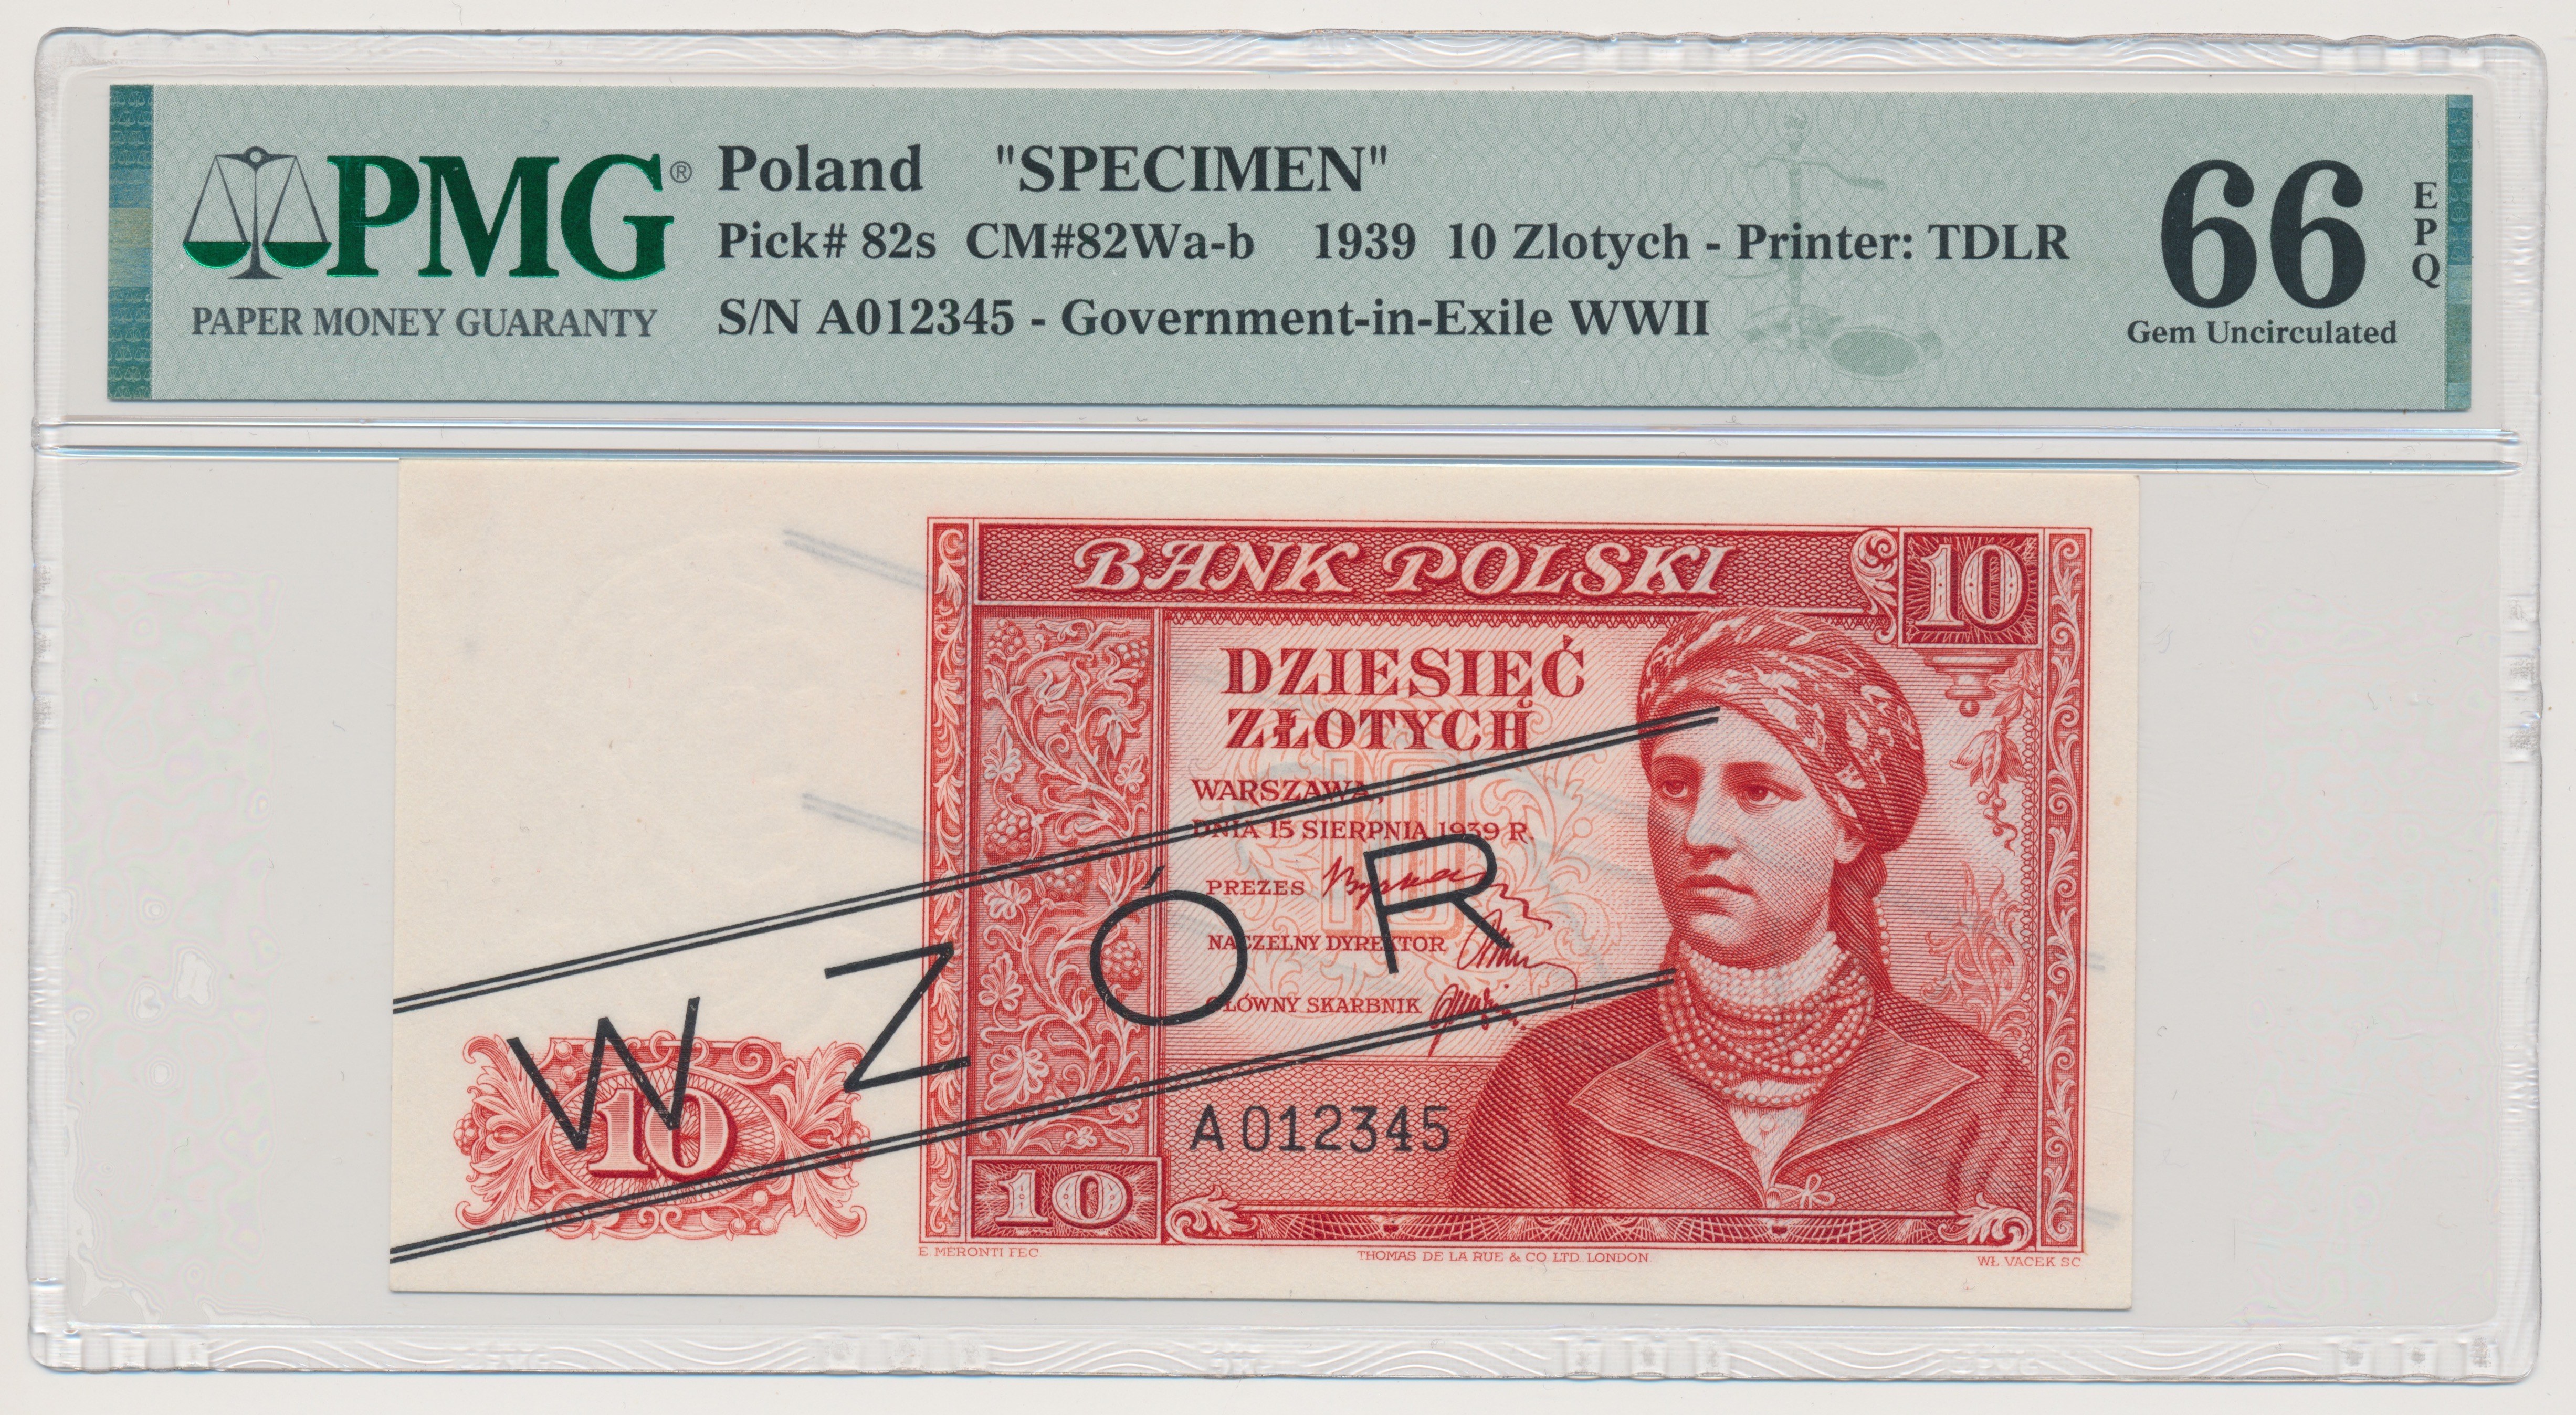 PMG®
PAPER MONEY GUARANTY
Poland "SPECIMEN"
Pick# 82s CM#82Wa-b 1939 10 Zlotych - Printer: TDLR
S/N A012345 - Government-in-Exile WWII
66
EPQ
Gem Uncirculated
BANK POLSKI
10
DZIESIĘĆ
ZŁOTYCH
WARSZAWA,
DNIA 15 SIERPNIA 1939 R.
PREZES
NACZELNY DYREKTOR
GŁÓWNY SKARBNIK
WZÓR
10
A 012345
10
E. MERONTI FEC.
THOMAS DE LA RUE & CO LTD. LONDON
WŁ. VACEK SC.